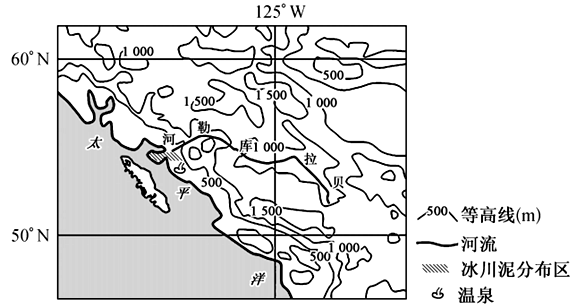 125° W
60° N
1 000
500
1 500
1 500
1 000
太
河
勒
库
1 000
拉
贝
平
500
1 500
50° N
1 000
500
洋
500 等高线(m)
河流
冰川泥分布区
温泉